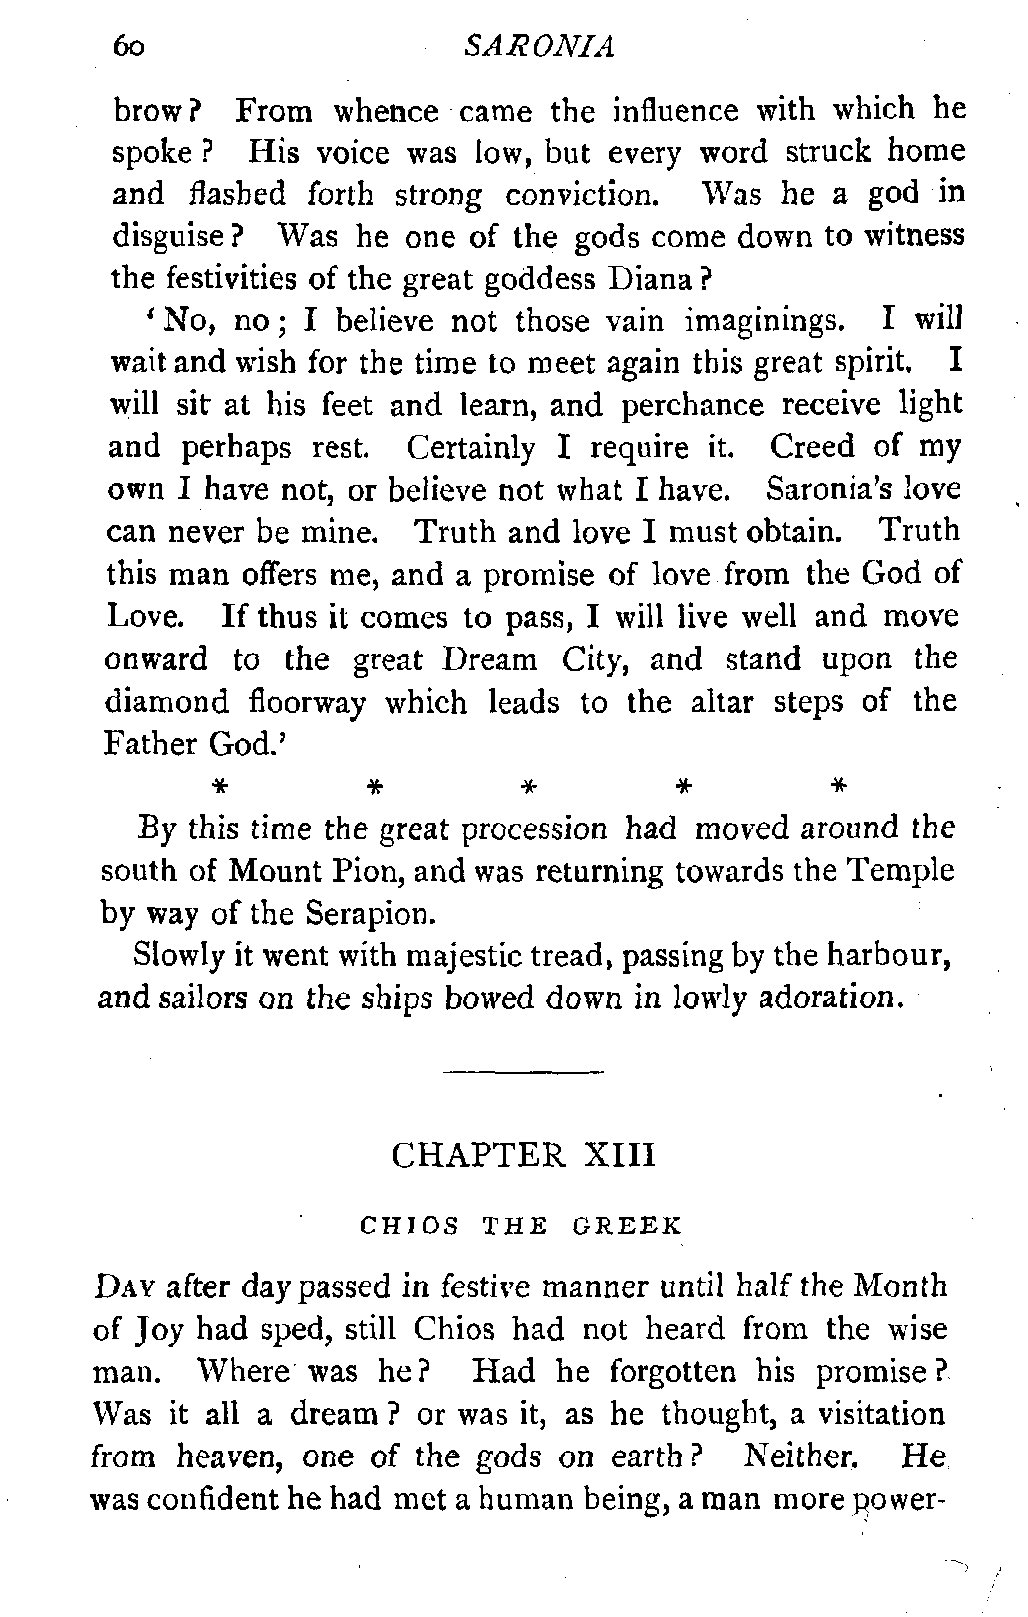 60 SARONIA
brow? From whence came the influence with which he
spoke? His voice was low, but every word struck home
and flashed forth strong conviction. Was he a god in
disguise? Was he one of the gods come down to witness
the festivities of the great goddess Diana?
'No, no; I believe not those vain imaginings. I will
wait and wish for the time to meet again this great spirit. I
will sit at his feet and learn, and perchance receive light
and perhaps rest. Certainly I require it. Creed of my
own I have not, or believe not what I have. Saronia's love
can never be mine. Truth and love I must obtain. Truth
this man offers me, and a promise of love from the God of
Love. If thus it comes to pass, I will live well and move
onward to the great Dream City, and stand upon the
diamond floorway which leads to the altar steps of the
Father God.'
* * * * *
By this time the great procession had moved around the
south of Mount Pion, and was returning towards the Temple
by way of the Serapion.
Slowly it went with majestic tread, passing by the harbour,
and sailors on the ships bowed down in lowly adoration.
CHAPTER XIII
CHIOS THE GREEK
DAY after day passed in festive manner until half the Month
of Joy had sped, still Chios had not heard from the wise
man. Where was he? Had he forgotten his promise?
Was it all a dream? or was it, as he thought, a visitation
from heaven, one of the gods on earth? Neither. He
was confident he had met a human being, a man more power-